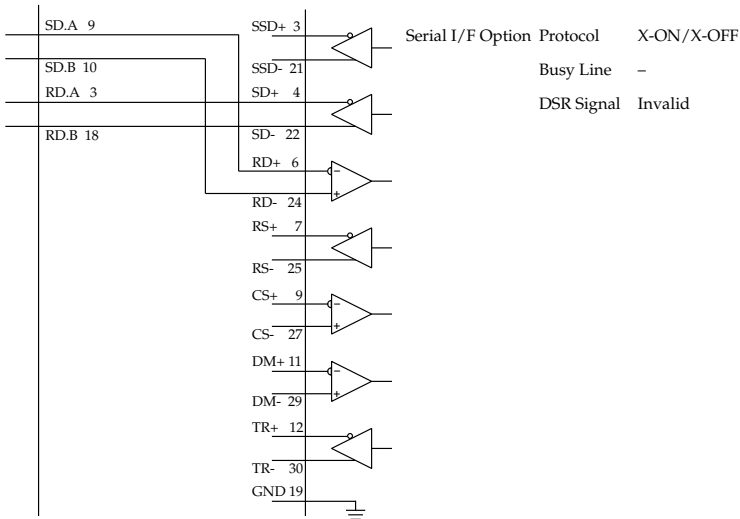 SD.A 9
SD.B 10
RD.A 3
RD.B 18
SSD+ 3
SSD- 21
SD+ 4
SD- 22
RD+ 6
RD- 24
RS+ 7
RS- 25
CS+ 9
CS- 27
DM+ 11
DM- 29
TR+ 12
TR- 30
GND 19
Serial I/F Option Protocol X-ON/X-OFF
Busy Line –
DSR Signal Invalid